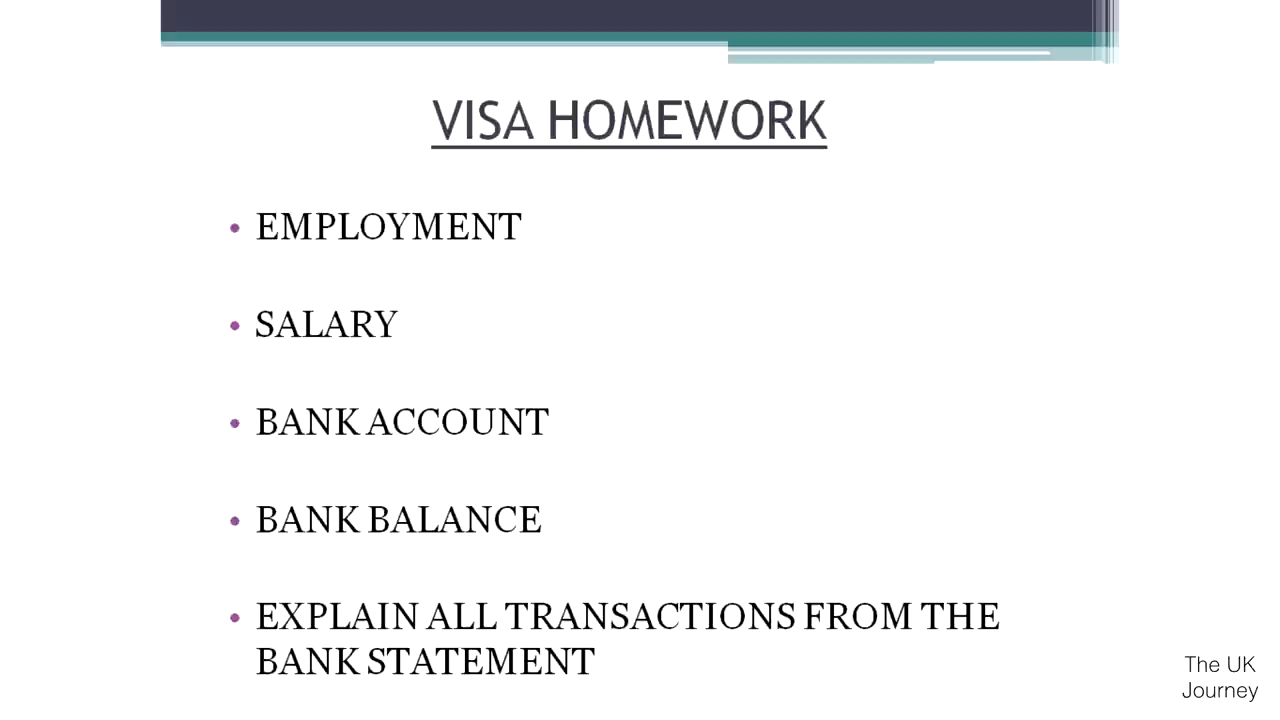 VISA HOMEWORK
• EMPLOYMENT
• SALARY
• BANK ACCOUNT
• BANK BALANCE
• EXPLAIN ALL TRANSACTIONS FROM THE
BANK STATEMENT
The UK
Journey